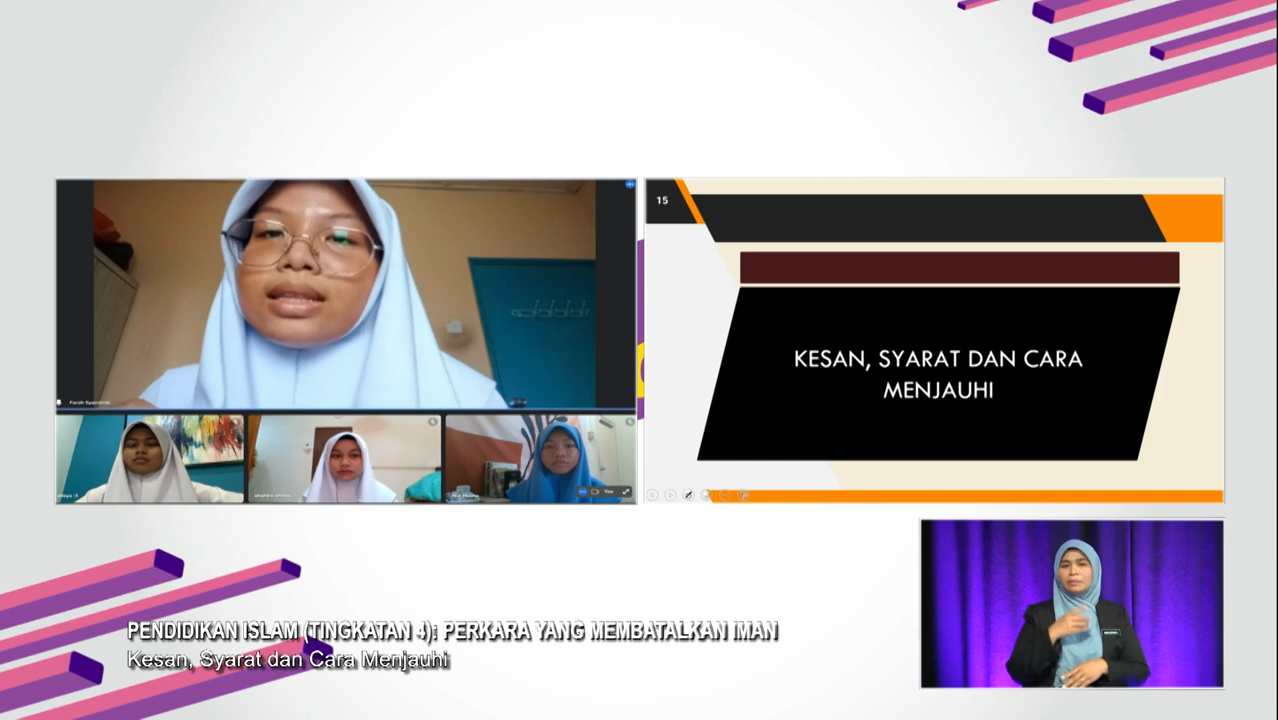 15
KESAN, SYARAT DAN CARA
MENJAUHI
You
PENDIDIKAN ISLAM (TINGKATAN 4): PERKARA YANG MEMBATALKAN IMAN
Kesan, Syarat dan Cara Menjauhi